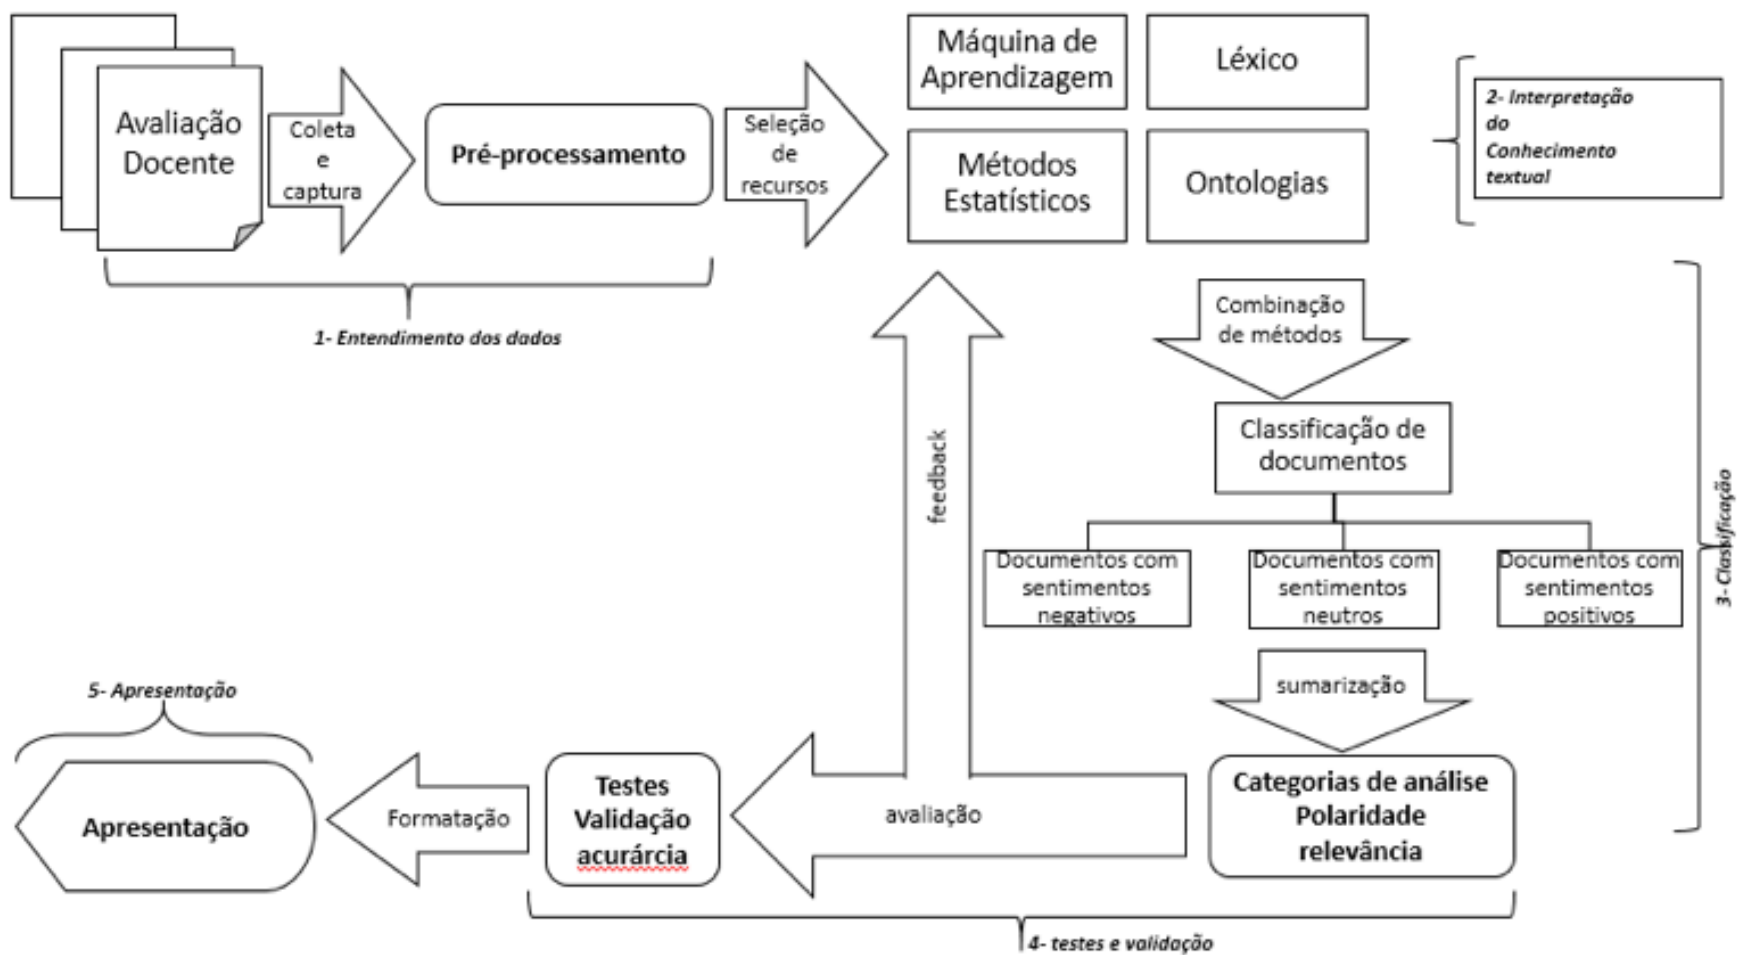 Avaliação
Docente
Coleta
e
captura
Pré-processamento
Seleção
de
recursos
Máquina de
Aprendizagem
Léxico
Métodos
Estatísticos
Ontologias
2- Interpretação
do
Conhecimento
textual
1- Entendimento dos dados
Combinação
de métodos
Classificação de
documentos
Documentos com
sentimentos
negativos
Documentos com
sentimentos
neutros
Documentos com
sentimentos
positivos
3- Classificação
feedback
sumarização
Categorias de análise
Polaridade
relevância
avaliação
Testes
Validação
acurárcia
4- testes e validação
Formatação
5- Apresentação
Apresentação